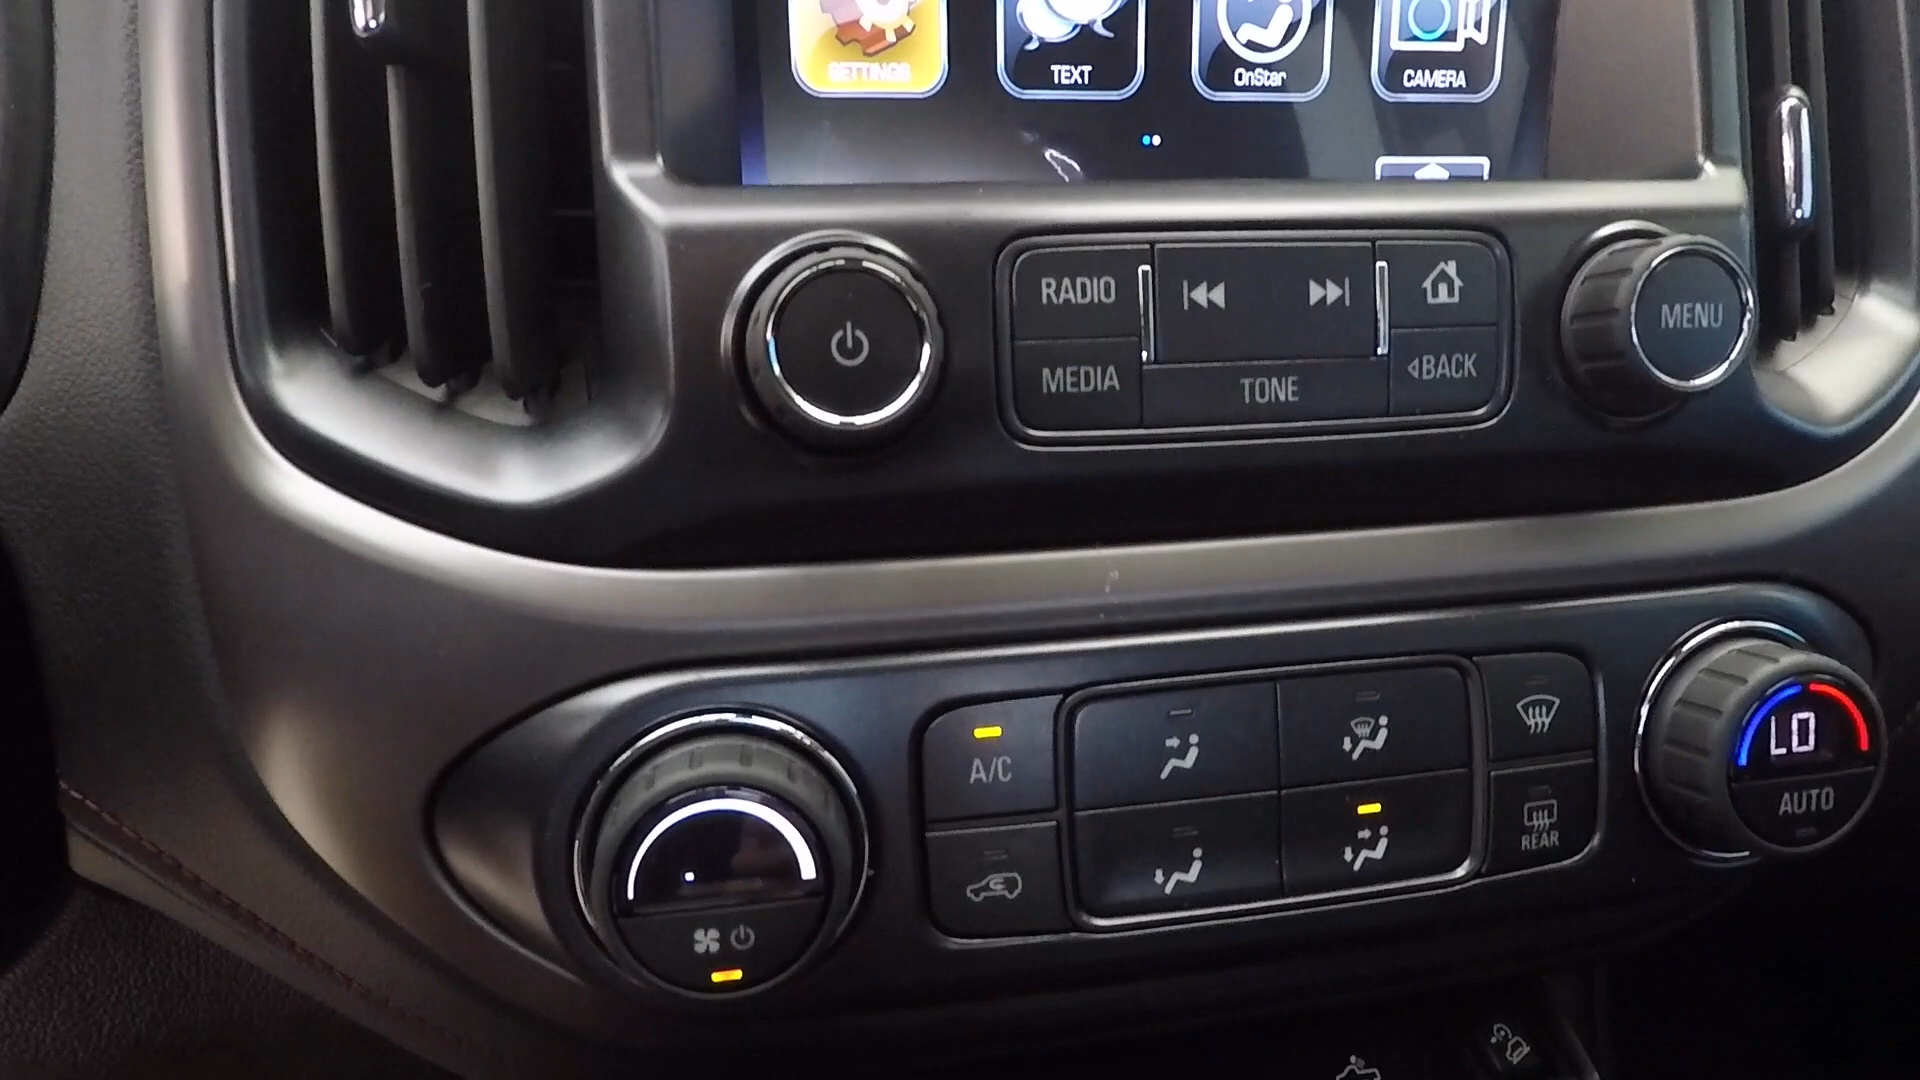 SETTINGS
TEXT
OnStar
CAMERA
RADIO
MEDIA
TONE
BACK
MENU
A/C
REAR
LO
AUTO